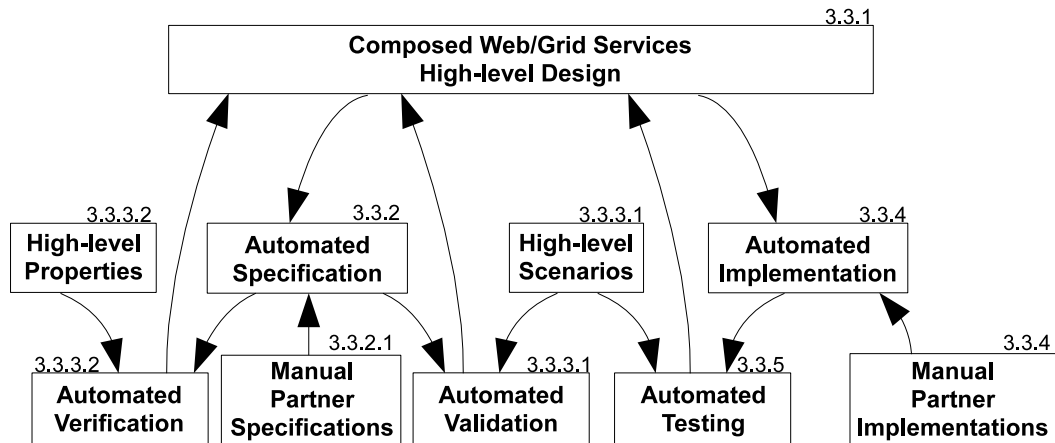 3.3.1
Composed Web/Grid Services
High-level Design
3.3.3.2
High-level
Properties
3.3.2
Automated
Specification
3.3.3.1
High-level
Scenarios
3.3.4
Automated
Implementation
3.3.3.2
Automated
Verification
3.3.2.1
Manual
Partner
Specifications
3.3.3.1
Automated
Validation
3.3.5
Automated
Testing
3.3.4
Manual
Partner
Implementations